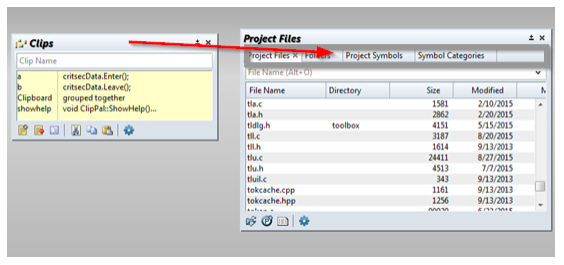 Clips
Clip Name
a critsecData.Enter();
b critsecData.Leave();
Clipboard grouped together
showhelp void ClipPal::ShowHelp()...
Project Files
Project Files Folders Project Symbols Symbol Categories
File Name (Alt+O)
File Name Directory Size Modified
tla.c 1581 2/10/2015
tla.h 2862 2/20/2015
tldlg.h toolbox 4151 5/15/2015
tll.c 3187 8/20/2015
tll.h 1614 9/13/2013
tlu.c 24411 8/27/2015
tlu.h 4513 7/7/2015
tluil.c 343 9/13/2013
tokcache.cpp 1161 9/13/2013
tokcache.hpp 1256 9/13/2013